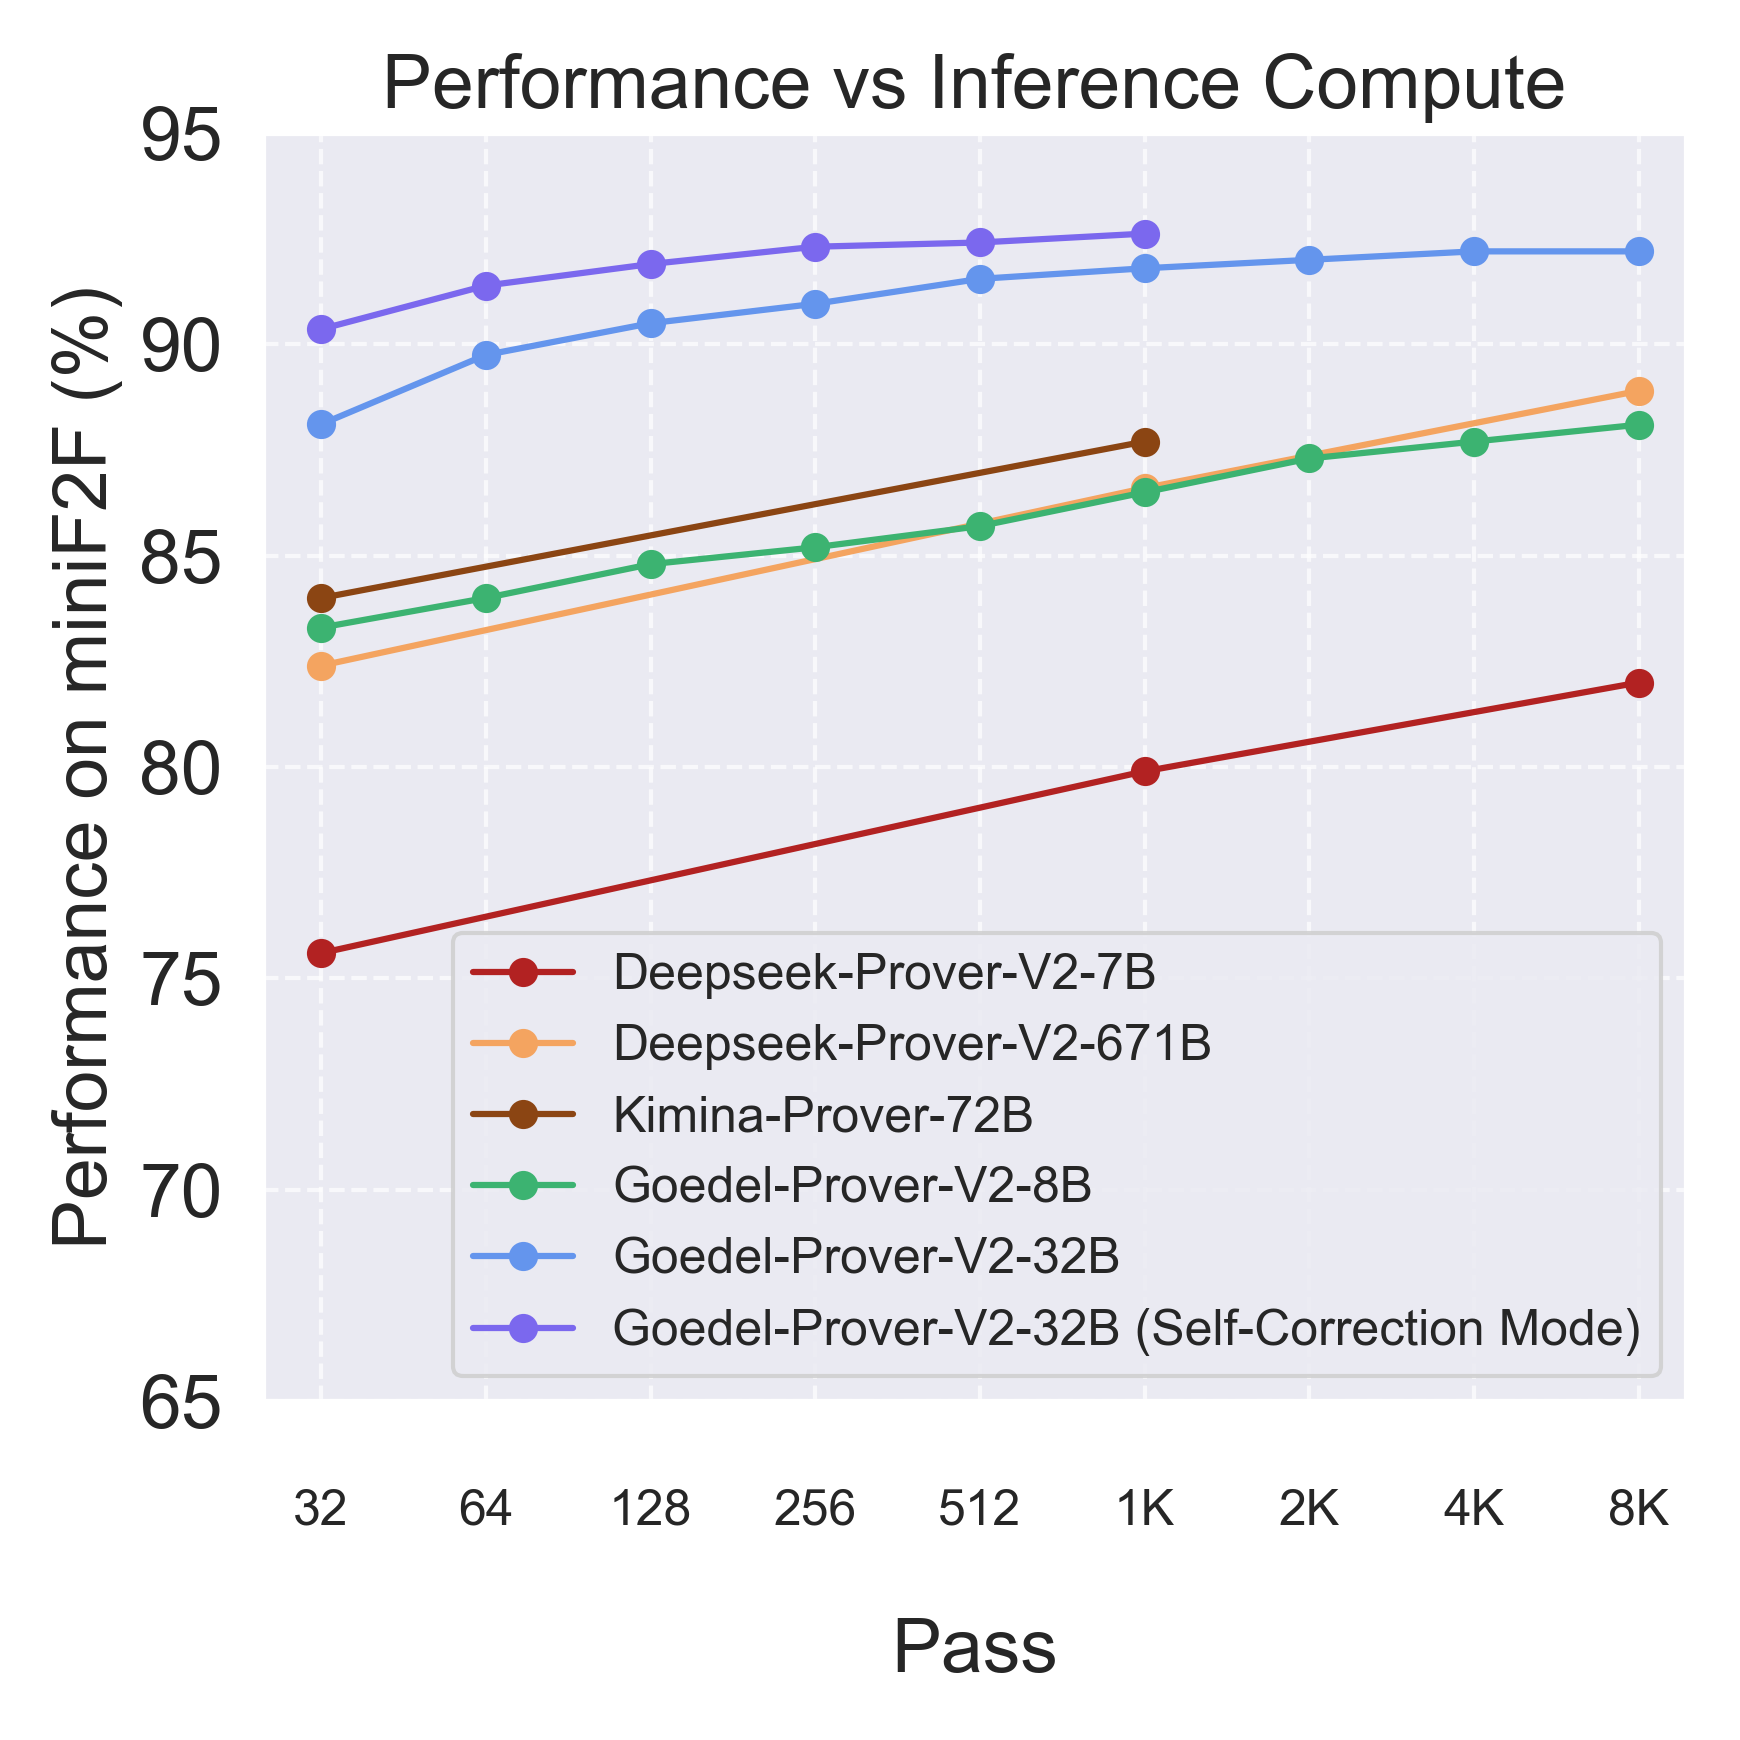 Performance vs Inference Compute
95
90
85
80
75
70
65
Performance on miniF2F (%)
Deepseek-Prover-V2-7B
Deepseek-Prover-V2-671B
Kimina-Prover-72B
Goedel-Prover-V2-8B
Goedel-Prover-V2-32B
Goedel-Prover-V2-32B (Self-Correction Mode)
32 64 128 256 512 1K 2K 4K 8K
Pass